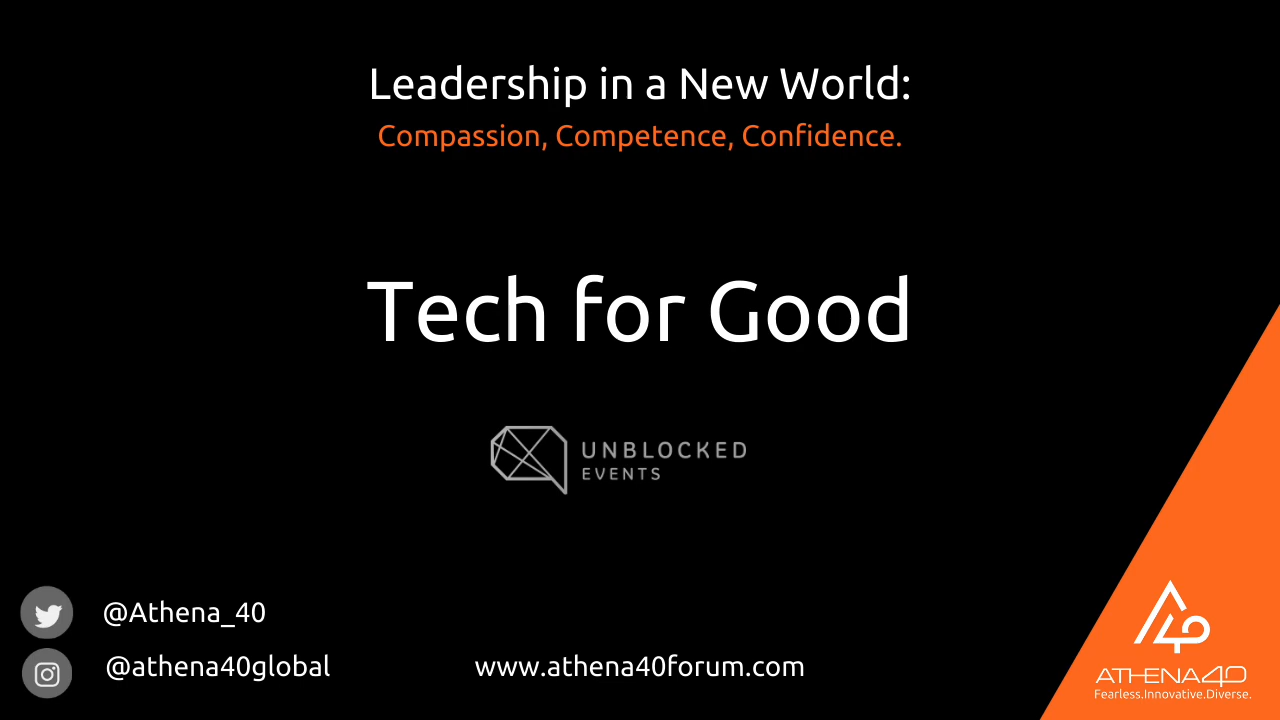 Leadership in a New World:
Compassion, Competence, Confidence.
Tech for Good
UNBLOCKED
EVENTS
@Athena_40
@athena40global
www.athena40forum.com
A40
ATHENA40
Fearless.Innovative.Diverse.